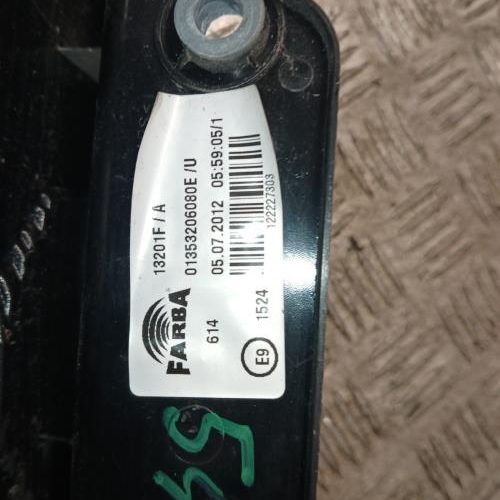 13201F / A
01353206080E /U
05.07.2012 05:59:05/1
122227303
FARBA
614
E9
1524